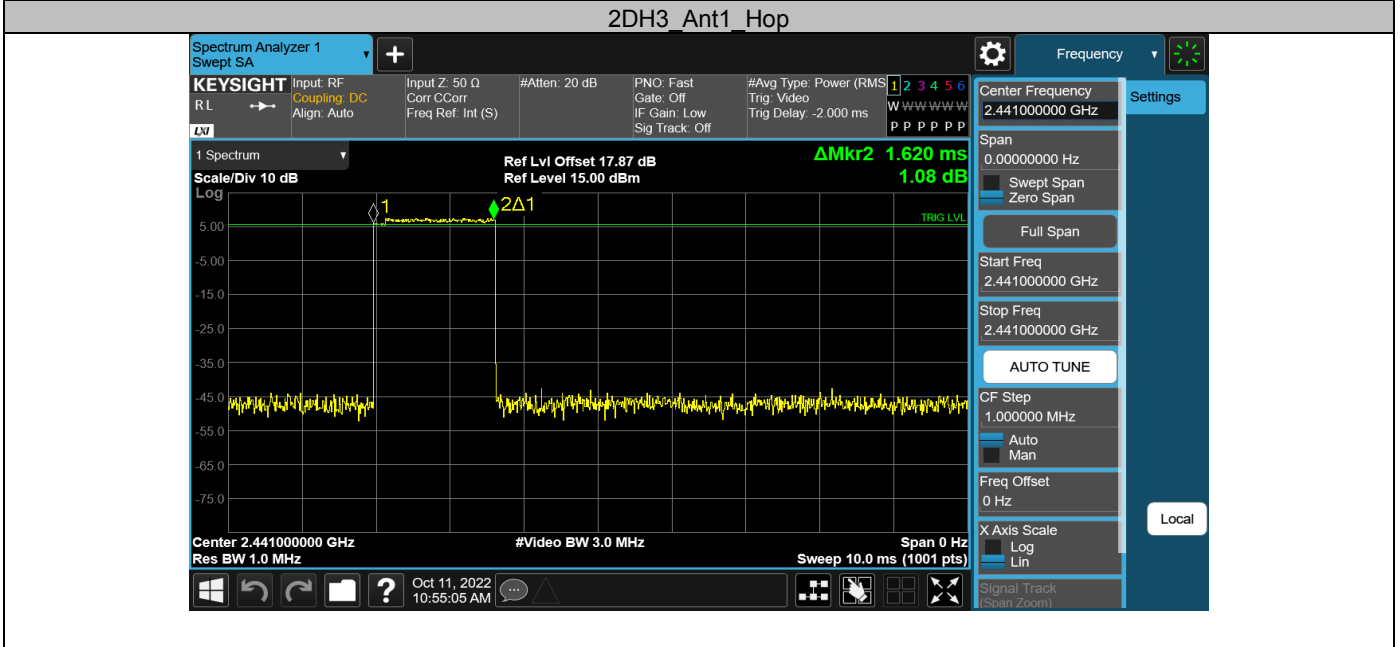 2DH3_Ant1_Hop
Spectrum Analyzer 1
Swept SA
Frequency
KEYSIGHT
RL
LXI
Input: RF
Coupling: DC
Align: Auto
Input Z: 50 Ω
Corr CCorr
Freq Ref: Int (S)
#Atten: 20 dB
PNO: Fast
Gate: Off
IF Gain: Low
Sig Track: Off
#Avg Type: Power (RMS
Trig: Video
Trig Delay: -2.000 ms
1 2 3 4 5 6
W W W W W W
P P P P P P
1 Spectrum
Scale/Div 10 dB
Log
Ref Lvl Offset 17.87 dB
Ref Level 15.00 dBm
ΔMkr2 1.620 ms
1.08 dB
1
2Δ1
TRIG LVL
5.00
-5.00
-15.0
-25.0
-35.0
-45.0
-55.0
-65.0
-75.0
Center 2.441000000 GHz
Res BW 1.0 MHz
#Video BW 3.0 MHz
Span 0 Hz
Sweep 10.0 ms (1001 pts)
Oct 11, 2022
10:55:05 AM
?
Center Frequency
2.441000000 GHz
Span
0.00000000 Hz
Swept Span
Zero Span
Full Span
Start Freq
2.441000000 GHz
Stop Freq
2.441000000 GHz
AUTO TUNE
CF Step
1.000000 MHz
Auto
Man
Freq Offset
0 Hz
X Axis Scale
Log
Lin
Signal Track
(Span Zoom)
Settings
Local